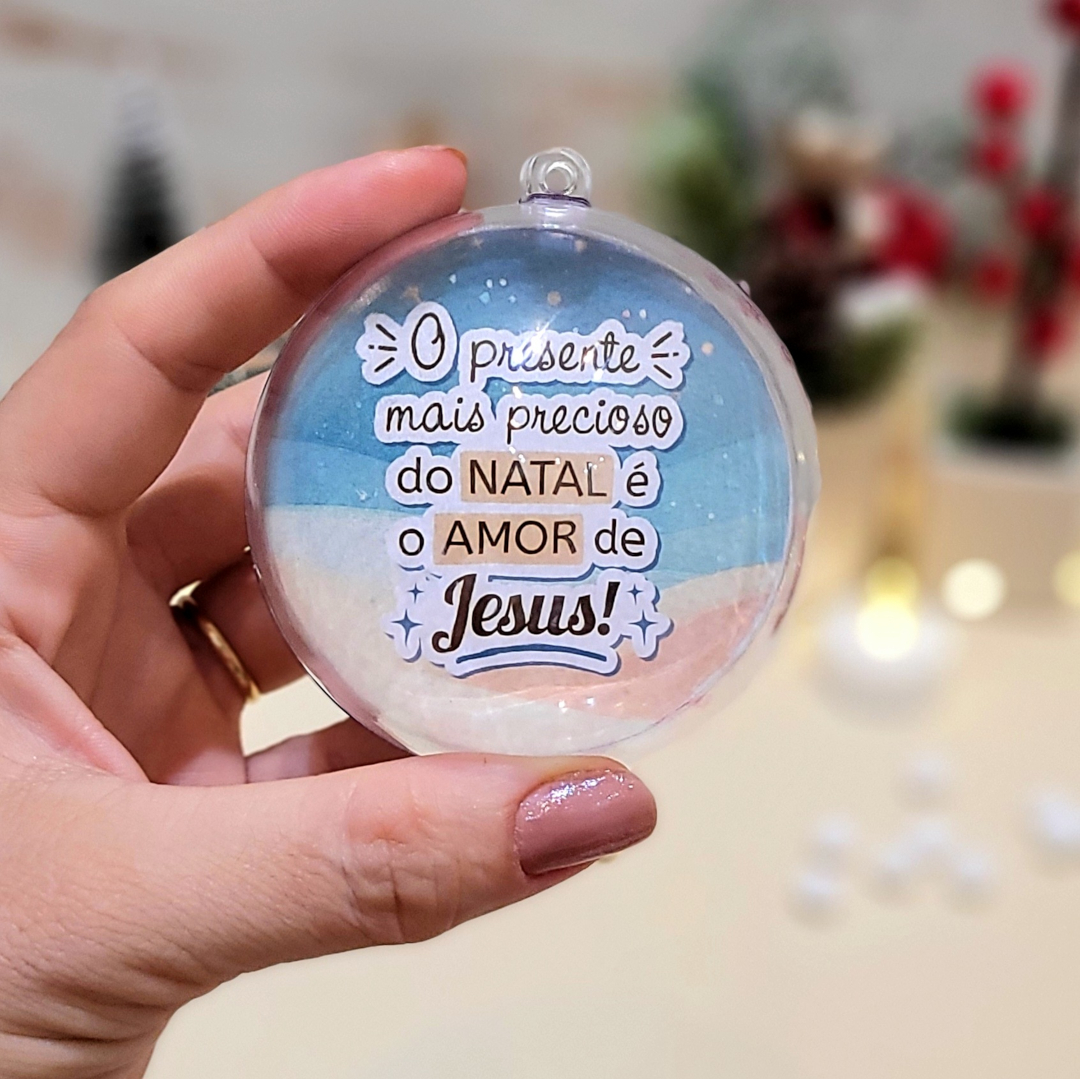 O presente
mais precioso
do NATAL é
o AMOR de
Jesus!